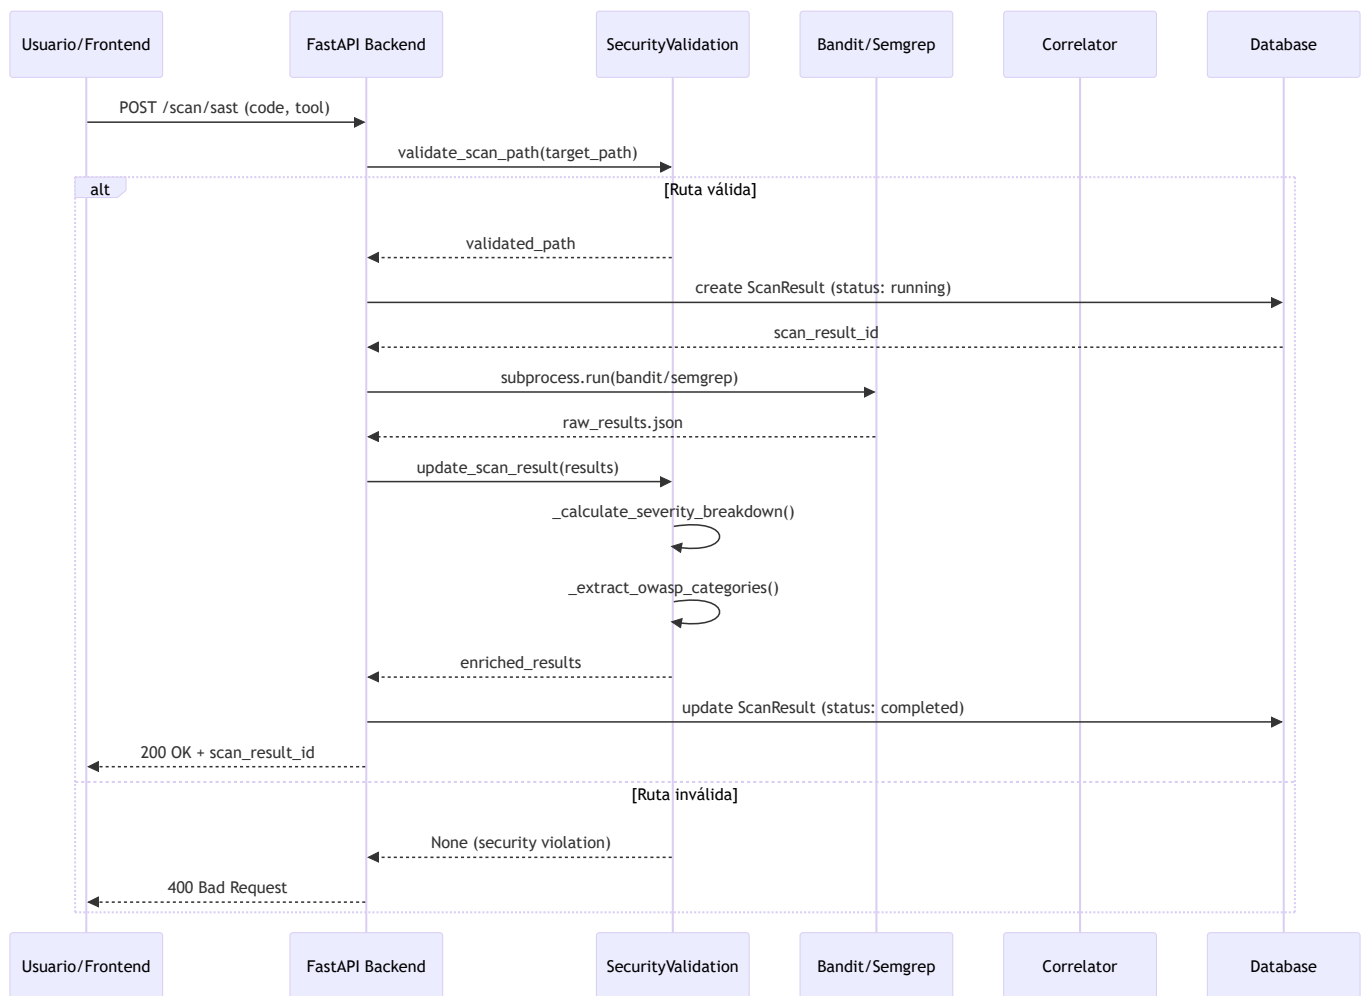 Usuario/Frontend
FastAPI Backend
SecurityValidation
Bandit/Semgrep
Correlator
Database
POST /scan/sast (code, tool)
validate_scan_path(target_path)
alt
[Ruta válida]
validated_path
create ScanResult (status: running)
scan_result_id
subprocess.run(bandit/semgrep)
raw_results.json
update_scan_result(results)
_calculate_severity_breakdown()
_extract_owasp_categories()
enriched_results
update ScanResult (status: completed)
200 OK + scan_result_id
[Ruta inválida]
None (security violation)
400 Bad Request
Usuario/Frontend
FastAPI Backend
SecurityValidation
Bandit/Semgrep
Correlator
Database